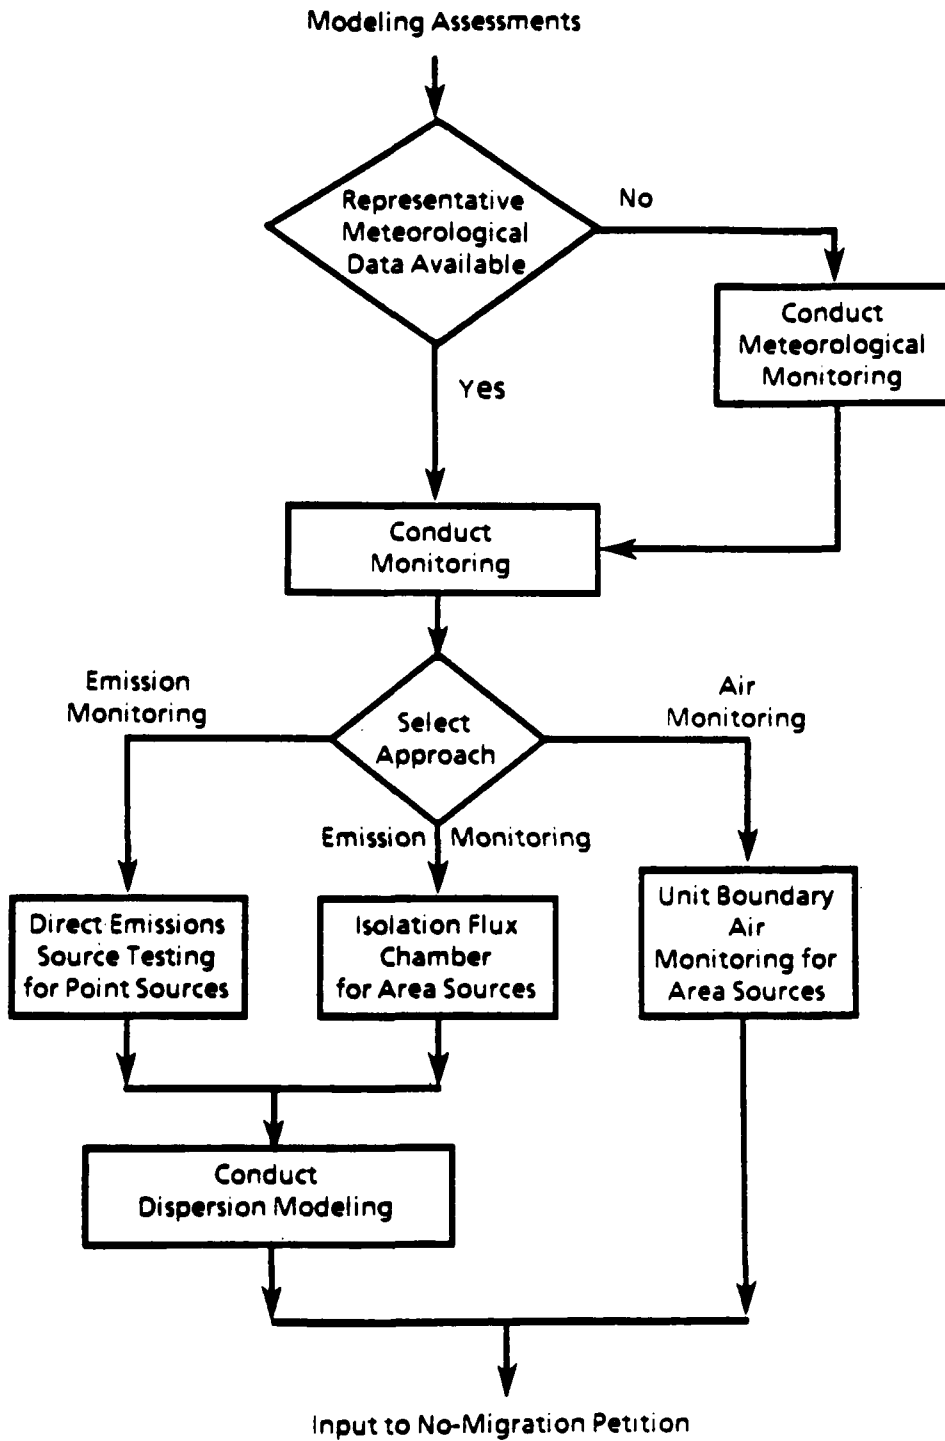 Modeling Assessments
Representative
Meteorological
Data Available
No
Conduct
Meteorological
Monitoring
Yes
Conduct
Monitoring
Emission
Monitoring
Select
Approach
Air
Monitoring
Emission Monitoring
Direct Emissions
Source Testing
for Point Sources
Isolation Flux
Chamber
for Area Sources
Unit Boundary
Air
Monitoring for
Area Sources
Conduct
Dispersion Modeling
Input to No-Migration Petition